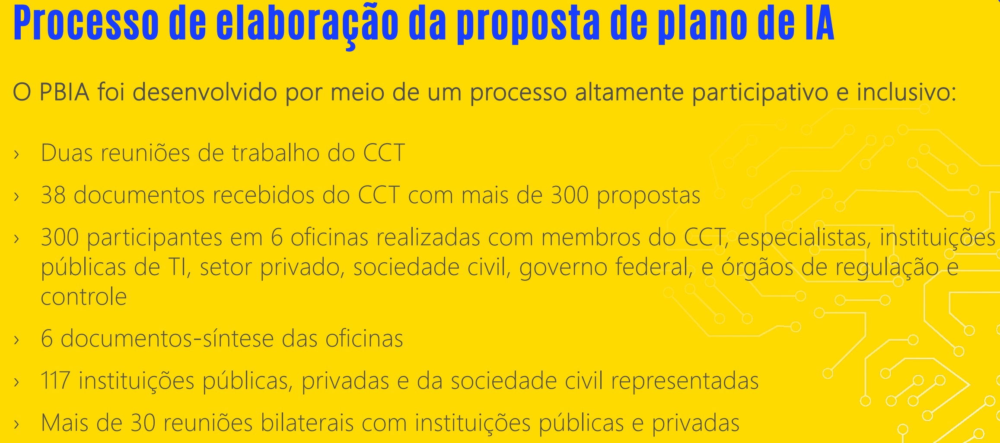 Processo de elaboração da proposta de plano de IA
O PBIA foi desenvolvido por meio de um processo altamente participativo e inclusivo:
› Duas reuniões de trabalho do CCT
› 38 documentos recebidos do CCT com mais de 300 propostas
› 300 participantes em 6 oficinas realizadas com membros do CCT, especialistas, instituições
públicas de TI, setor privado, sociedade civil, governo federal, e órgãos de regulação e
controle
› 6 documentos-síntese das oficinas
› 117 instituições públicas, privadas e da sociedade civil representadas
› Mais de 30 reuniões bilaterais com instituições públicas e privadas